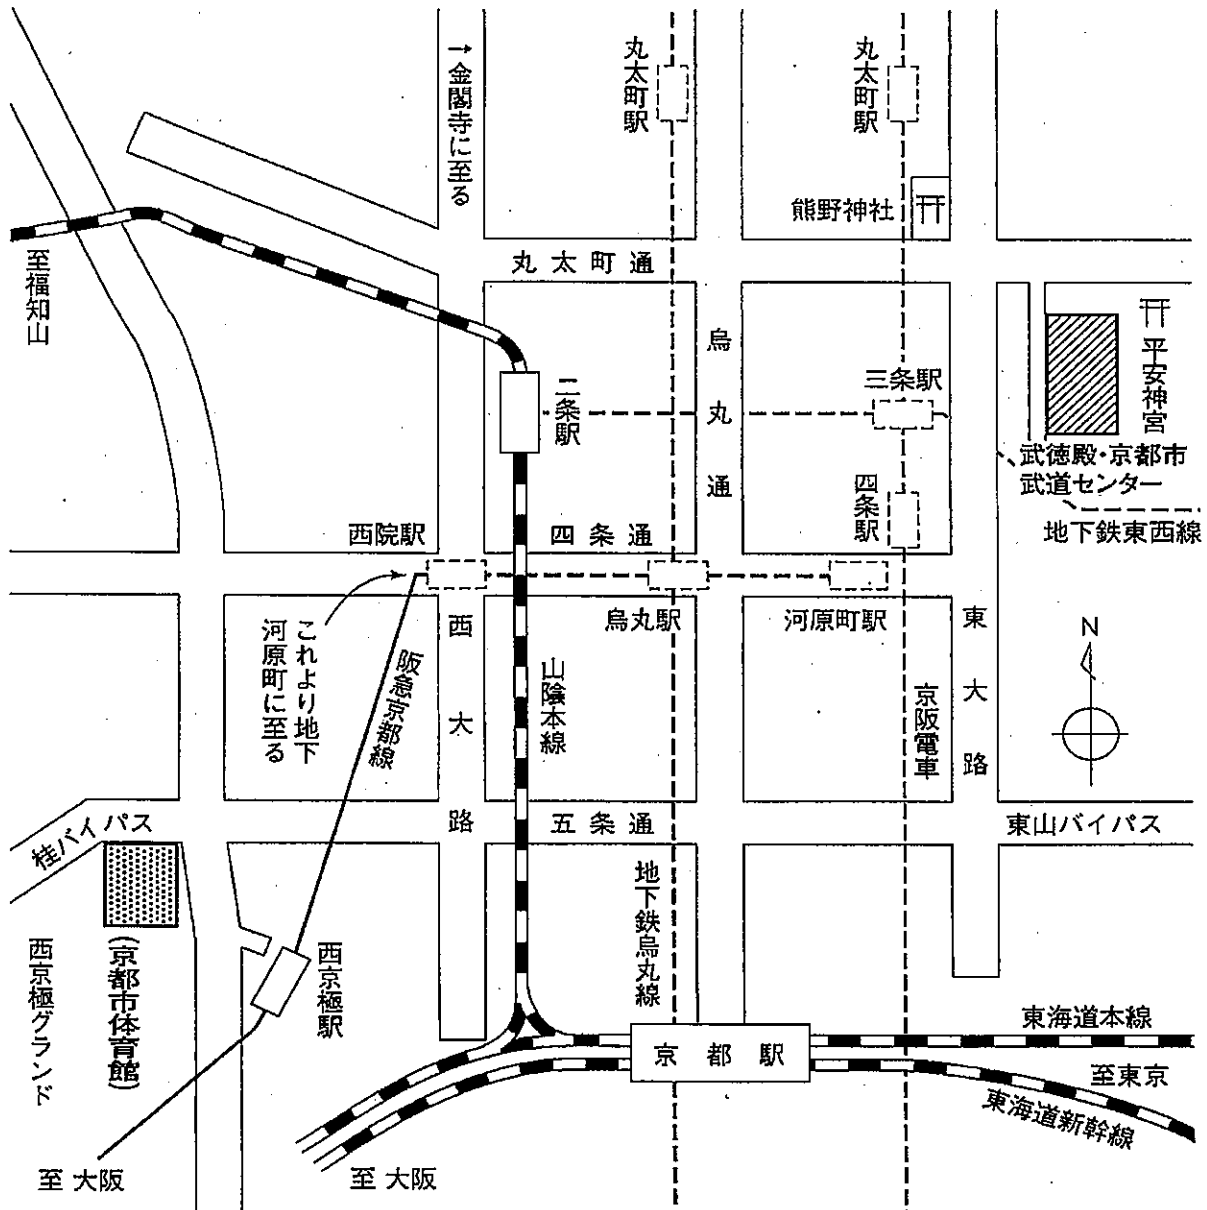 →金閣寺に至る
丸太町駅
丸太町駅
熊野神社
至福知山
丸太町通
烏丸通
二条駅
三条駅
平安神宮
武徳殿・京都市
武道センター
地下鉄東西線
四条駅
西院駅
四条通
烏丸駅
河原町駅
これより地下
河原町に至る
阪急京都線
西大路
山陰本線
京阪電車
東大路
N
桂バイパス
五条通
東山バイパス
西京極グランド
(京都市体育館)
西京極駅
地下鉄烏丸線
京都駅
東海道本線
至東京
東海道新幹線
至大阪
至大阪